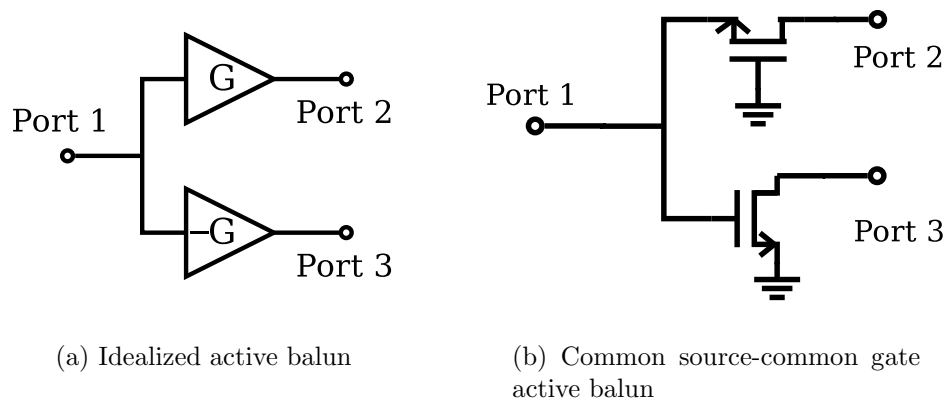 G
Port 1
Port 2
−G
Port 3
Port 1
Port 2
Port 3
(a) Idealized active balun
(b) Common source-common gate
active balun